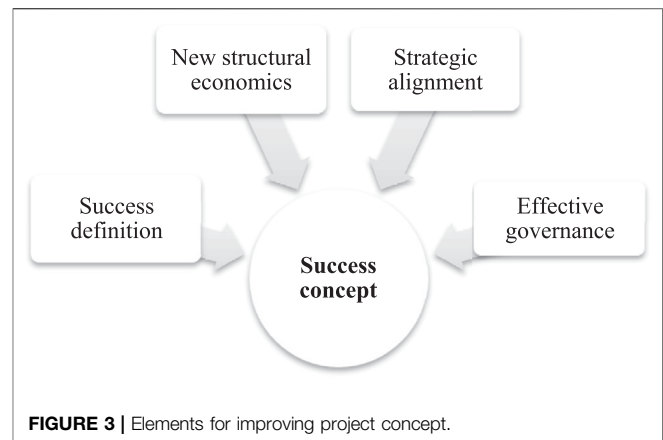 New structural
economics
Strategic
alignment
Success
definition
Effective
governance
Success
concept
FIGURE 3 | Elements for improving project concept.